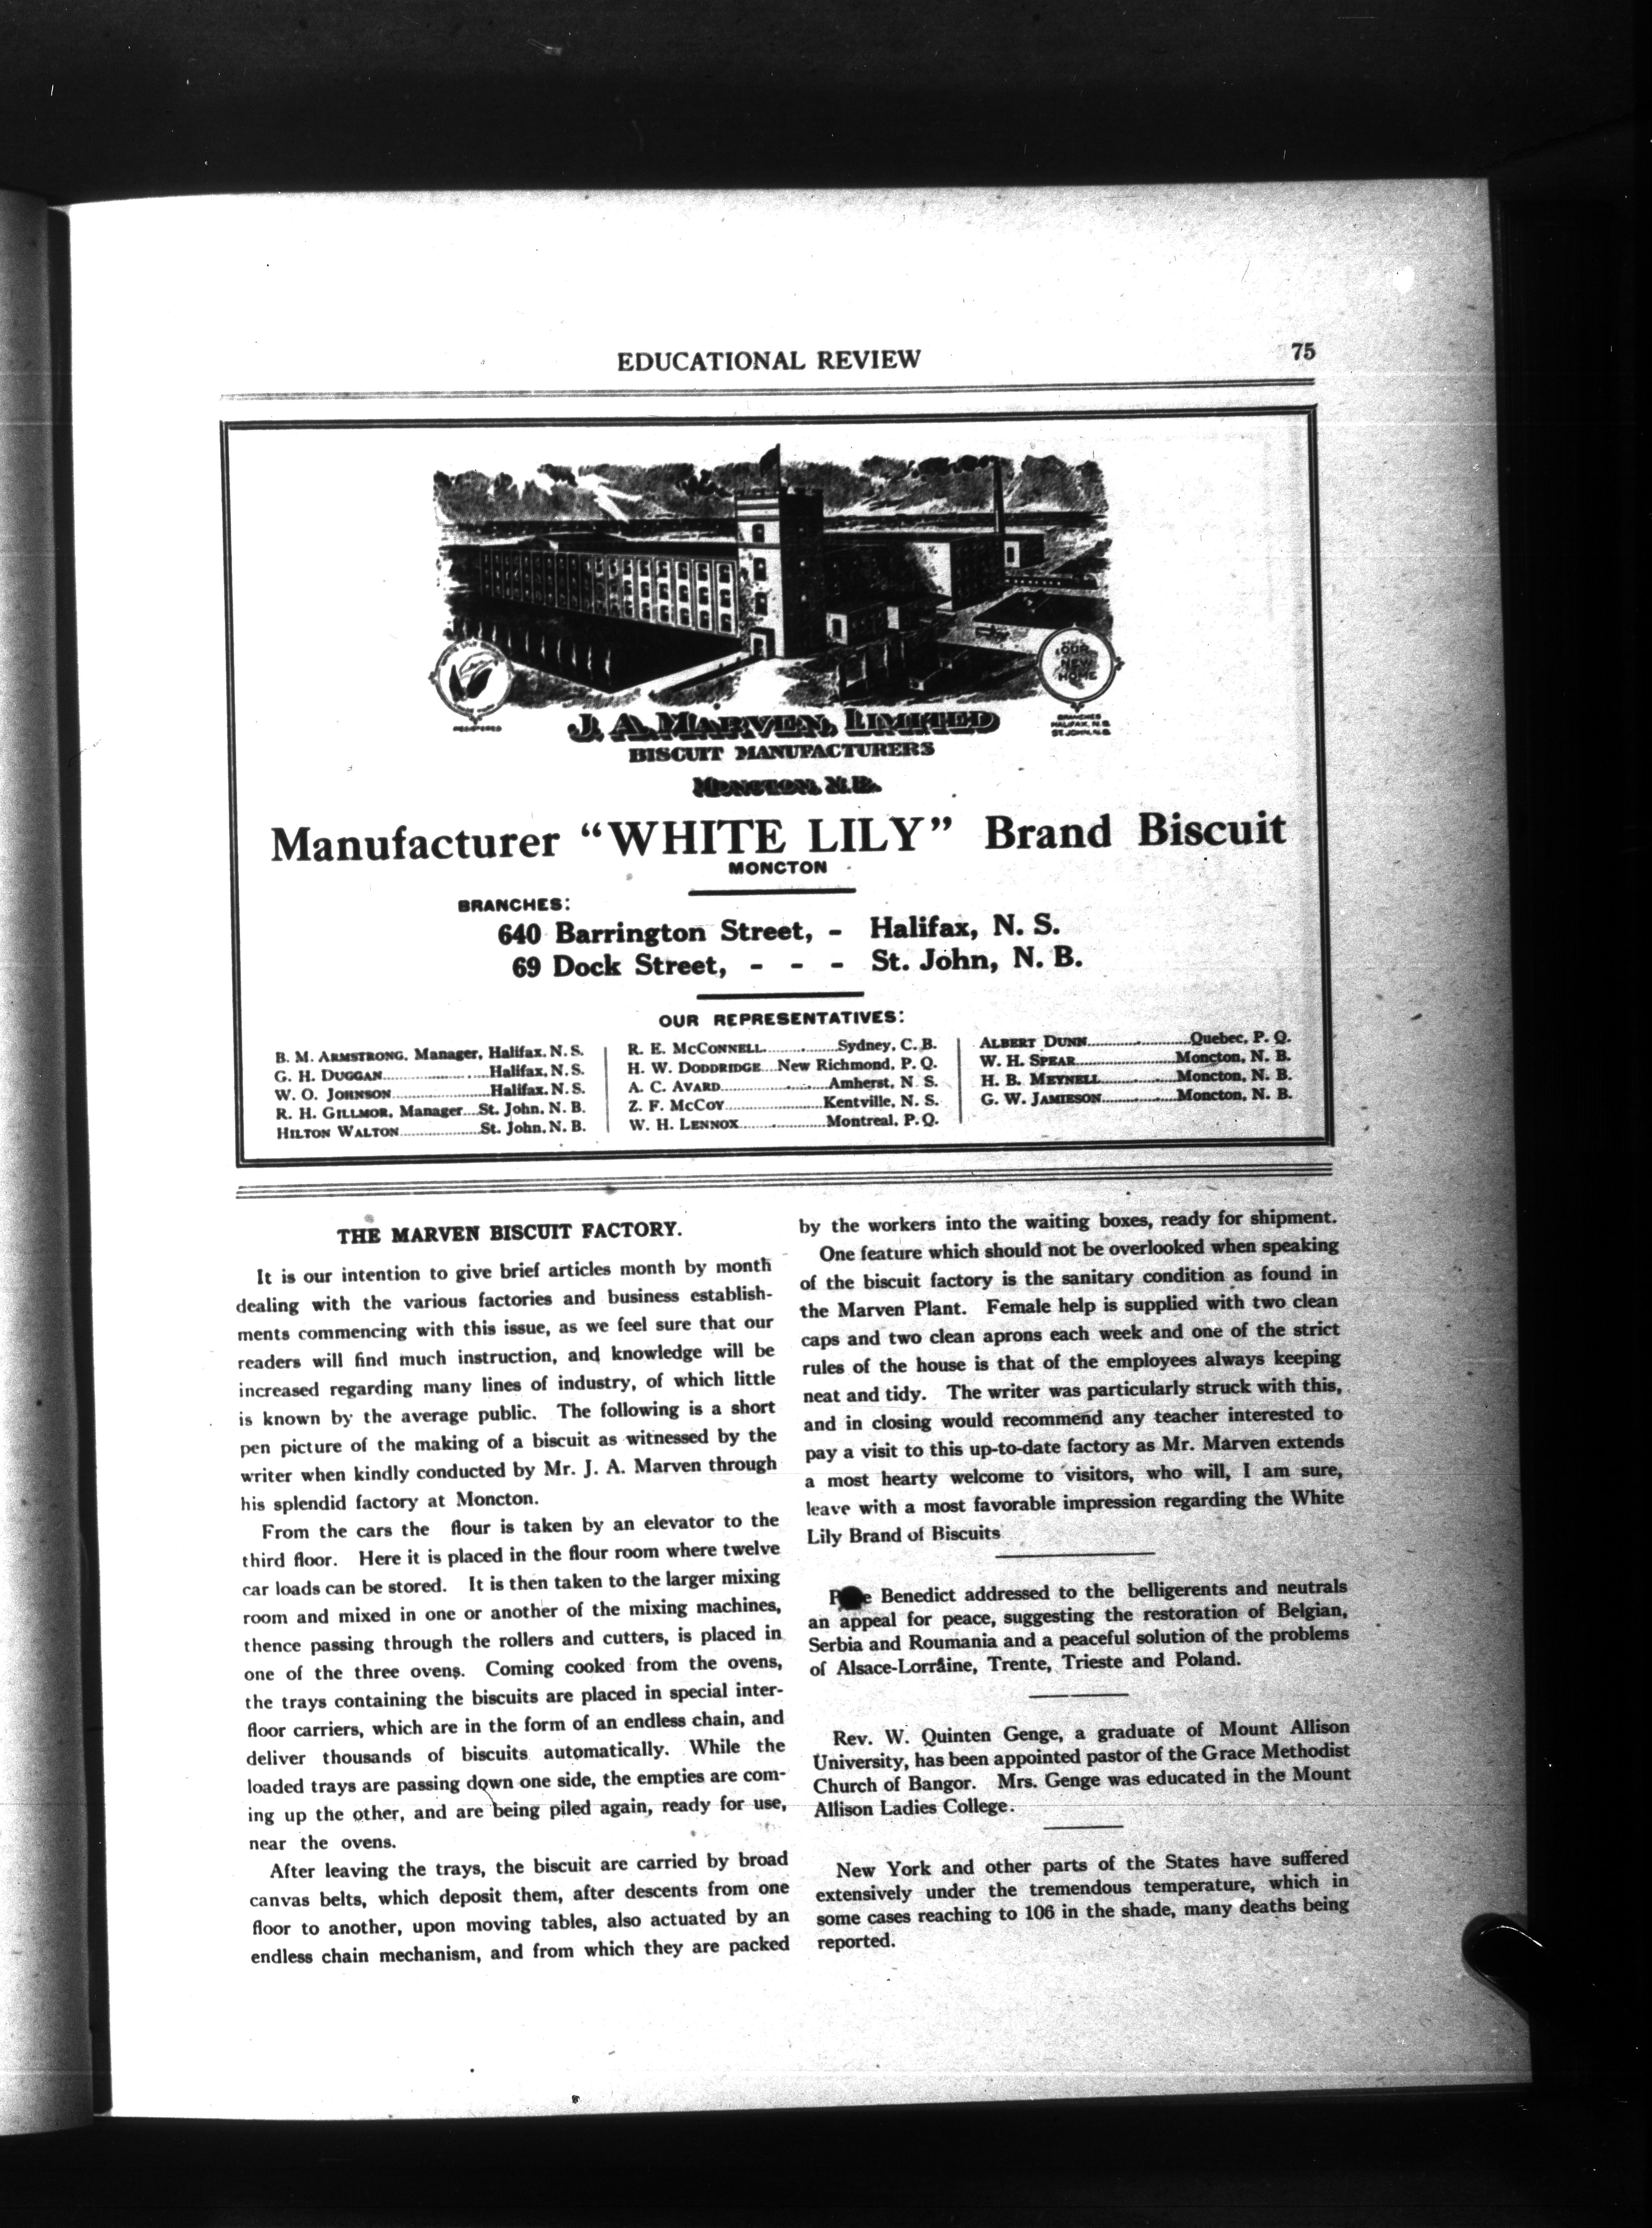 EDUCATIONAL REVIEW
75
OUR
NEW
HOME
BRANCHES
HALIFAX, N.S.
ST. JOHN, N.B.
J. A. MARVEN, LIMITED
BISCUIT MANUFACTURERS
MONCTON, N.B.
Manufacturer “WHITE LILY” Brand Biscuit
MONCTON
BRANCHES:
640 Barrington Street, - Halifax, N. S.
69 Dock Street, - - - St. John, N. B.
OUR REPRESENTATIVES:
B. M. ARMSTRONG, Manager, Halifax, N. S.
G. H. DUGGAN........................Halifax, N. S.
W. O. JOHNSON........................Halifax, N. S.
R. H. GILLMOR, Manager....St. John, N. B.
HILTON WALTON....................St. John, N. B.
R. E. MCCONNELL..................Sydney, C. B.
H. W. DODDRIDGE....New Richmond, P. Q.
A. C. AVARD..........................Amherst, N. S.
Z. F. MCCOY........................Kentville, N. S.
W. H. LENNOX.....................Montreal, P. Q.
ALBERT DUNN.........................Quebec, P. Q.
W. H. SPEAR........................Moncton, N. B.
H. B. MEYNELL...................Moncton, N. B.
G. W. JAMIESON..................Moncton, N. B.
THE MARVEN BISCUIT FACTORY.
It is our intention to give brief articles month by month
dealing with the various factories and business establish-
ments commencing with this issue, as we feel sure that our
readers will find much instruction, and knowledge will be
increased regarding many lines of industry, of which little
is known by the average public. The following is a short
pen picture of the making of a biscuit as witnessed by the
writer when kindly conducted by Mr. J. A. Marven through
his splendid factory at Moncton.
From the cars the flour is taken by an elevator to the
third floor. Here it is placed in the flour room where twelve
car loads can be stored. It is then taken to the larger mixing
room and mixed in one or another of the mixing machines,
thence passing through the rollers and cutters, is placed in
one of the three ovens. Coming cooked from the ovens,
the trays containing the biscuits are placed in special inter-
floor carriers, which are in the form of an endless chain, and
deliver thousands of biscuits automatically. While the
loaded trays are passing down one side, the empties are com-
ing up the other, and are being piled again, ready for use,
near the ovens.
After leaving the trays, the biscuit are carried by broad
canvas belts, which deposit them, after descents from one
floor to another, upon moving tables, also actuated by an
endless chain mechanism, and from which they are packed
by the workers into the waiting boxes, ready for shipment.
One feature which should not be overlooked when speaking
of the biscuit factory is the sanitary condition as found in
the Marven Plant. Female help is supplied with two clean
caps and two clean aprons each week and one of the strict
rules of the house is that of the employees always keeping
neat and tidy. The writer was particularly struck with this,
and in closing would recommend any teacher interested to
pay a visit to this up-to-date factory as Mr. Marven extends
a most hearty welcome to visitors, who will, I am sure,
leave with a most favorable impression regarding the White
Lily Brand of Biscuits
Benedict addressed to the belligerents and neutrals
an appeal for peace, suggesting the restoration of Belgian,
Serbia and Roumania and a peaceful solution of the problems
of Alsace-Lorraine, Trente, Trieste and Poland.
Rev. W. Quinten Genge, a graduate of Mount Allison
University, has been appointed pastor of the Grace Methodist
Church of Bangor. Mrs. Genge was educated in the Mount
Allison Ladies College.
New York and other parts of the States have suffered
extensively under the tremendous temperature, which in
some cases reaching to 106 in the shade, many deaths being
reported.